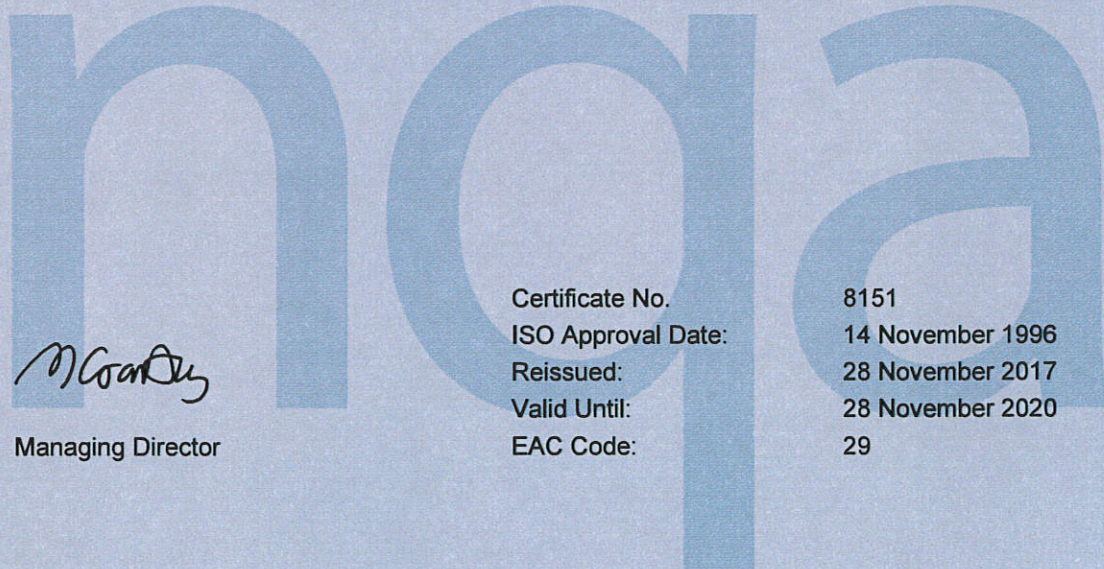 nqa
Certificate No. 8151
ISO Approval Date: 14 November 1996
Reissued: 28 November 2017
Valid Until: 28 November 2020
EAC Code: 29
Managing Director